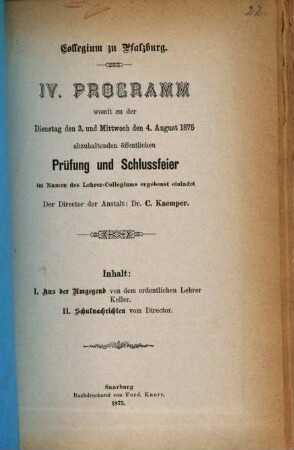 22.
Collegium zu Pfalzburg.
IV. PROGRAMM
womit zu der
Dienstag den 3. und Mittwoch den 4. August 1875
abzuhaltenden öffentlichen
Prüfung und Schlussfeier
im Namen des Lehrer-Collegiums ergebenst einladet
Der Director der Anstalt: Dr. C. Kaemper.
Inhalt:
I. Aus der Umgegend von dem ordentlichen Lehrer
Keller.
II. Schulnachrichten vom Director.
Saarburg
Buchdruckerei von Ferd. Knorr.
1875.